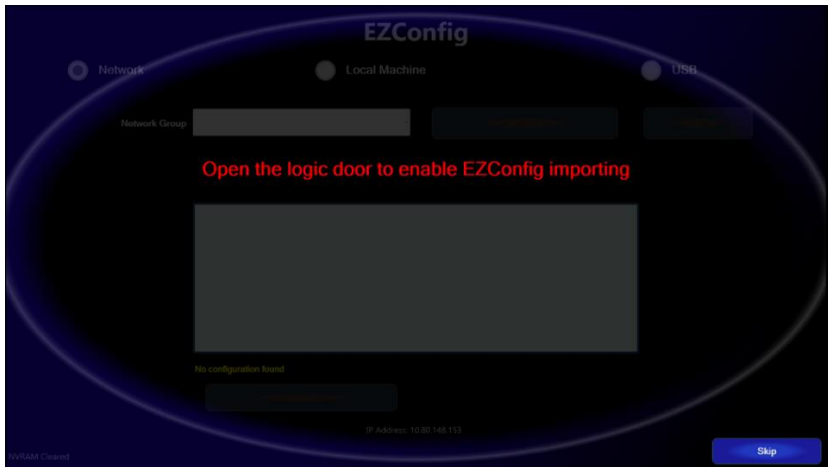 EZConfig
Network
Local Machine
USB
Network Group
Open the logic door to enable EZConfig importing
No configuration found
IP Address: 10.80.148.153
NVRAM Cleared
Skip